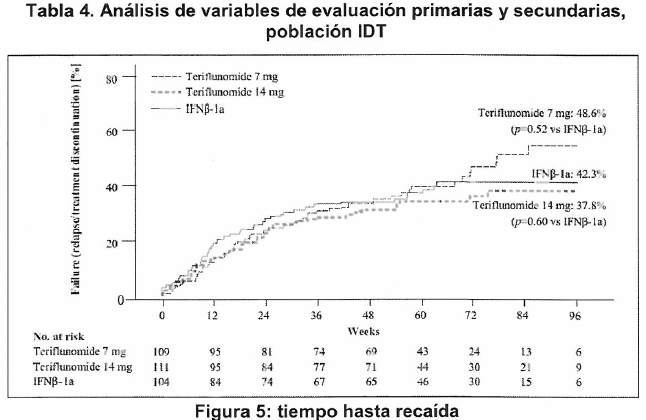 Tabla 4. Análisis de variables de evaluación primarias y secundarias,
población IDT
Failure (relapse/treatment discontinuation) [%]
80
60
40
20
0
Teriflunomide 7 mg
Teriflunomide 14 mg
IFNβ-1a
Teriflunomide 7 mg: 48.6%
(p=0.52 vs IFNβ-1a)
IFNβ-1a: 42.3%
Teriflunomide 14 mg: 37.8%
(p=0.60 vs IFNβ-1a)
0 12 24 36 48 60 72 84 96
Weeks
No. at risk
Teriflunomide 7 mg 109 95 81 74 69 43 24 13 6
Teriflunomide 14 mg 111 95 84 77 71 44 30 21 9
IFNβ-1a 104 84 74 67 65 46 30 15 6
Figura 5: tiempo hasta recaída